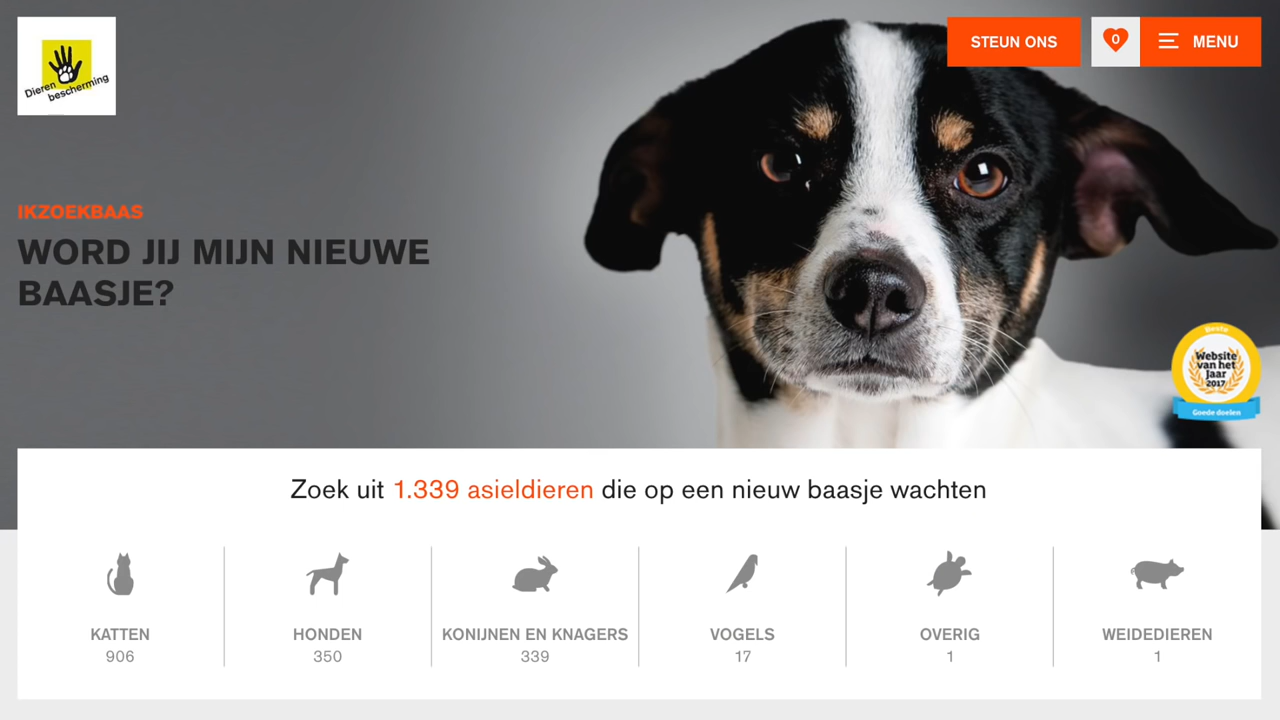 Dieren
bescherming
STEUN ONS
0
MENU
IKZOEKBAAS
WORD JIJ MIJN NIEUWE
BAASJE?
Beste
Website
van het
Jaar
2017
Goede doelen
Zoek uit 1.339 asieldieren die op een nieuw baasje wachten
KATTEN
906
HONDEN
350
KONIJNEN EN KNAGERS
339
VOGELS
17
OVERIG
1
WEIDEDIEREN
1